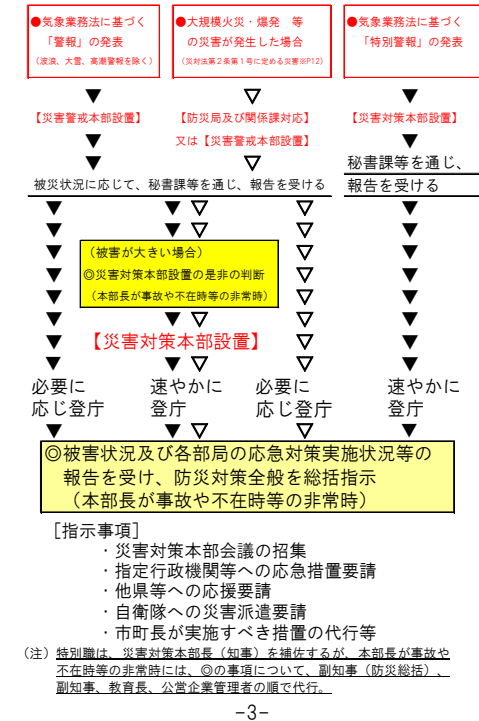 ●気象業務法に基づく
「警報」の発表
（波浪、大雪、高潮警報を除く）
●大規模火災・爆発　等
の災害が発生した場合
（災対法第２条第１号に定める災害※P12）
●気象業務法に基づく
「特別警報」の発表
▼
▽
▼
【災害警戒本部設置】
【防災局及び関係課対応】
又は【災害警戒本部設置】
【災害対策本部設置】
▼
▼
▽
▼
秘書課等を通じ、
報告を受ける
被災状況に応じて、秘書課等を通じ、報告を受ける
▼ ▼ ▽ ▽ ▼
▼ ▼ ▽ ▽ ▼
（被害が大きい場合）
◎災害対策本部設置の是非の判断
（本部長が事故や不在時等の非常時）
▼ ▽ ▼
▼ ▽ ▼
▼ ▽ ▼
▼ ▼ ▽ ▽ ▼
【災害対策本部設置】
▼ ▽ ▼
▼ ▼ ▽ ▽ ▼
必要に
応じ登庁
速やかに
登庁
必要に
応じ登庁
速やかに
登庁
▼ ▼ ▽ ▽ ▼
◎被害状況及び各部局の応急対策実施状況等の
報告を受け、防災対策全般を総括指示
（本部長が事故や不在時等の非常時）
［指示事項］
・災害対策本部会議の招集
・指定行政機関等への応急措置要請
・他県等への応援要請
・自衛隊への災害派遣要請
・市町長が実施すべき措置の代行等
（注）特別職は、災害対策本部長（知事）を補佐するが、本部長が事故や
不在時等の非常時には、◎の事項について、副知事（防災総括）、
副知事、教育長、公営企業管理者の順で代行。
-3-